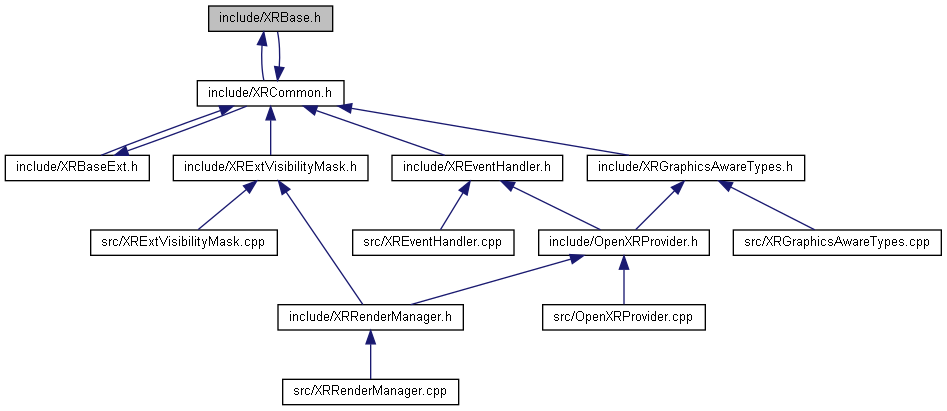 include/XRBase.h
include/XRCommon.h
include/XRBaseExt.h
include/XRExtVisibilityMask.h
include/XREventHandler.h
include/XRGraphicsAwareTypes.h
src/XRExtVisibilityMask.cpp
src/XREventHandler.cpp
include/OpenXRProvider.h
src/XRGraphicsAwareTypes.cpp
include/XRRenderManager.h
src/OpenXRProvider.cpp
src/XRRenderManager.cpp